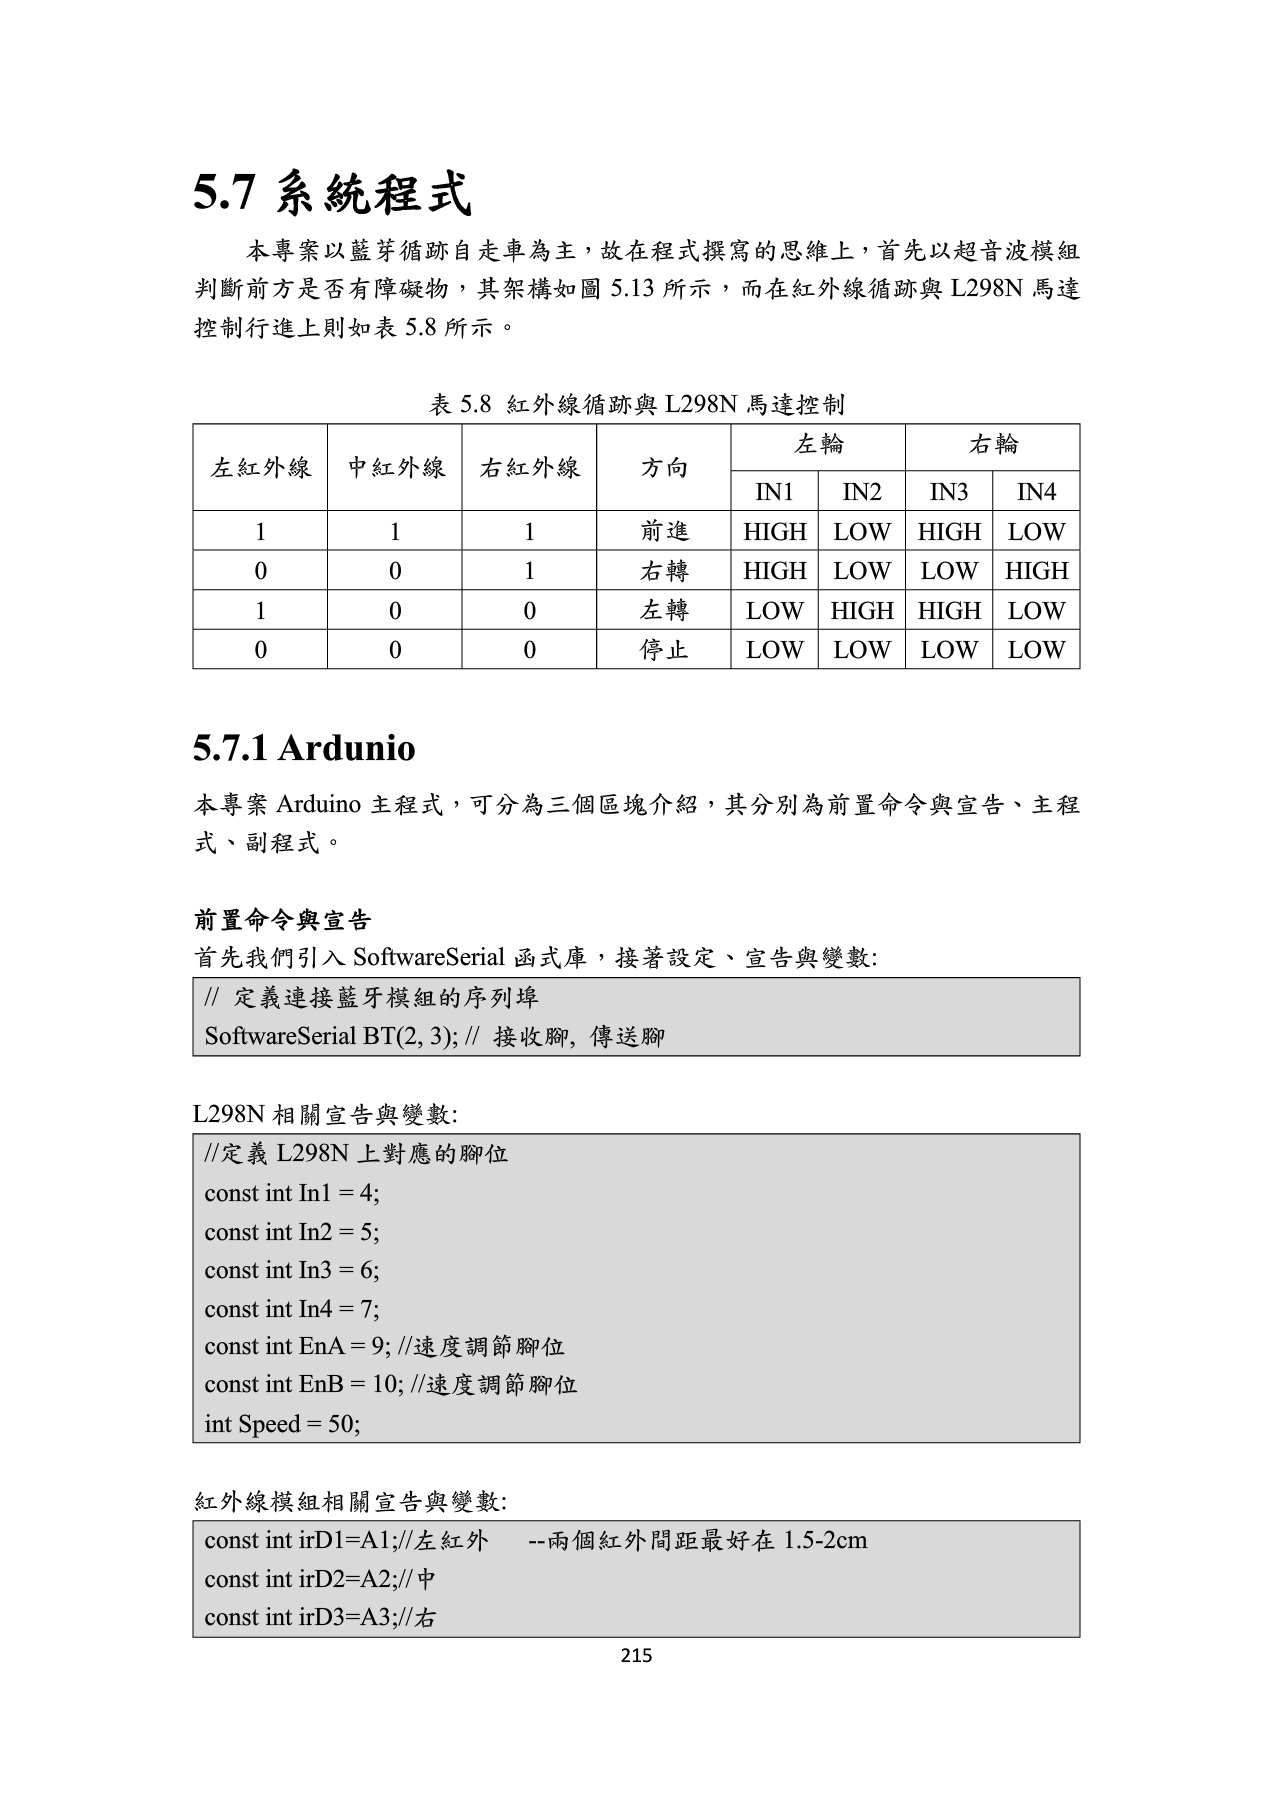 5.7 系統程式
本專案以藍芽循跡自走車為主，故在程式撰寫的思維上，首先以超音波模組
判斷前方是否有障礙物，其架構如圖 5.13 所示，而在紅外線循跡與 L298N 馬達
控制行進上則如表 5.8 所示。
表 5.8 紅外線循跡與 L298N 馬達控制
左紅外線 中紅外線 右紅外線 方向 左輪 右輪
IN1 IN2 IN3 IN4
1 1 1 前進 HIGH LOW HIGH LOW
0 0 1 右轉 HIGH LOW LOW HIGH
1 0 0 左轉 LOW HIGH HIGH LOW
0 0 0 停止 LOW LOW LOW LOW
5.7.1 Ardunio
本專案 Arduino 主程式，可分為三個區塊介紹，其分別為前置命令與宣告、主程
式、副程式。
前置命令與宣告
首先我們引入 SoftwareSerial 函式庫，接著設定、宣告與變數:
// 定義連接藍牙模組的序列埠
SoftwareSerial BT(2, 3); // 接收腳, 傳送腳
L298N 相關宣告與變數:
//定義 L298N 上對應的腳位
const int In1 = 4;
const int In2 = 5;
const int In3 = 6;
const int In4 = 7;
const int EnA = 9; //速度調節腳位
const int EnB = 10; //速度調節腳位
int Speed = 50;
紅外線模組相關宣告與變數:
const int irD1=A1;//左紅外 --兩個紅外間距最好在 1.5-2cm
const int irD2=A2;//中
const int irD3=A3;//右
215